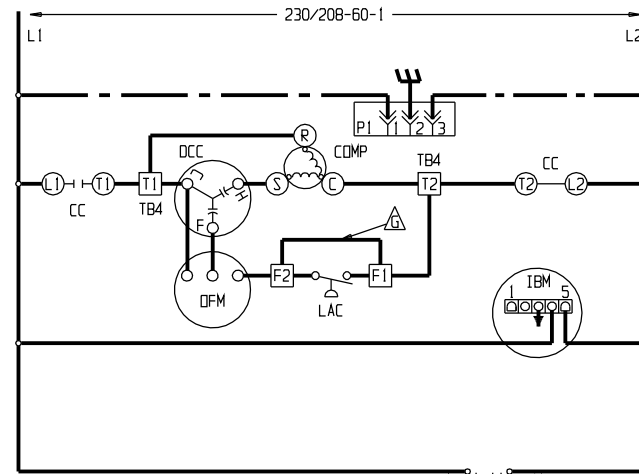 230/208-60-1
L1 L2
P1 1 2 3
R
DCC COMP TB4 CC
L1 T1 T1 C H S C T2 T2 L2
CC TB4
F
G
F2 F1
OFM LAC
IBM
1 5